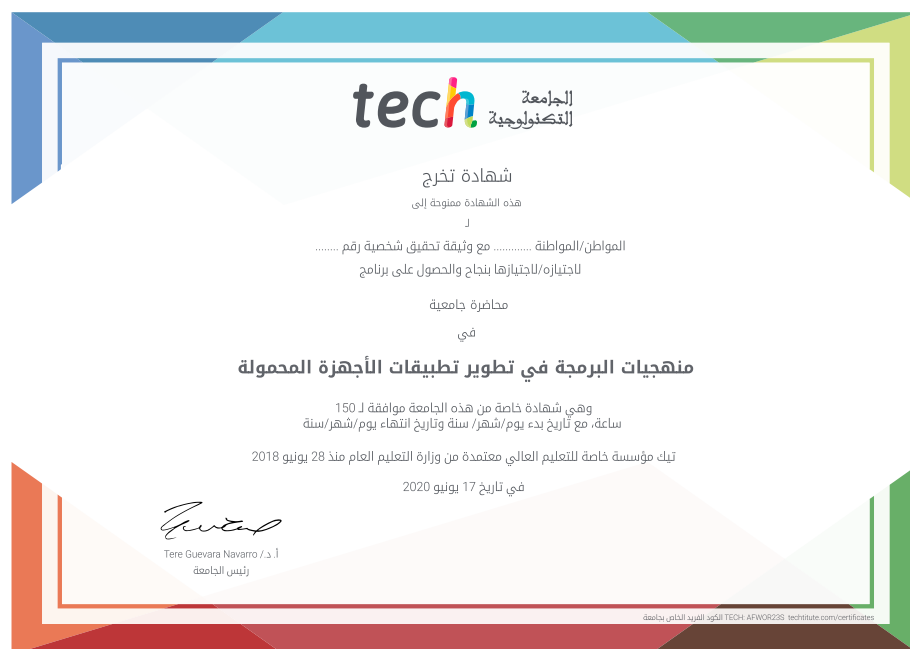 tech
الجامعة
التكنولوجية
شهادة تخرج
هذه الشهادة ممنوحة إلى
لـ
المواطن/المواطنة ............. مع وثيقة تحقيق شخصية رقم ........
لاجتيازه/لاجتيازها بنجاح والحصول على برنامج
محاضرة جامعية
في
منهجيات البرمجة في تطوير تطبيقات الأجهزة المحمولة
وهي شهادة خاصة من هذه الجامعة موافقة لـ 150
ساعة، مع تاريخ بدء يوم/شهر/ سنة وتاريخ انتهاء يوم/شهر/سنة
تيك مؤسسة خاصة للتعليم العالي معتمدة من وزارة التعليم العام منذ 28 يونيو 2018
في تاريخ 17 يونيو 2020
أ. د./ Tere Guevara Navarro
رئيس الجامعة
الكود الفريد الخاص بجامعة TECH: AFWOR23S techtitute.com/certificates